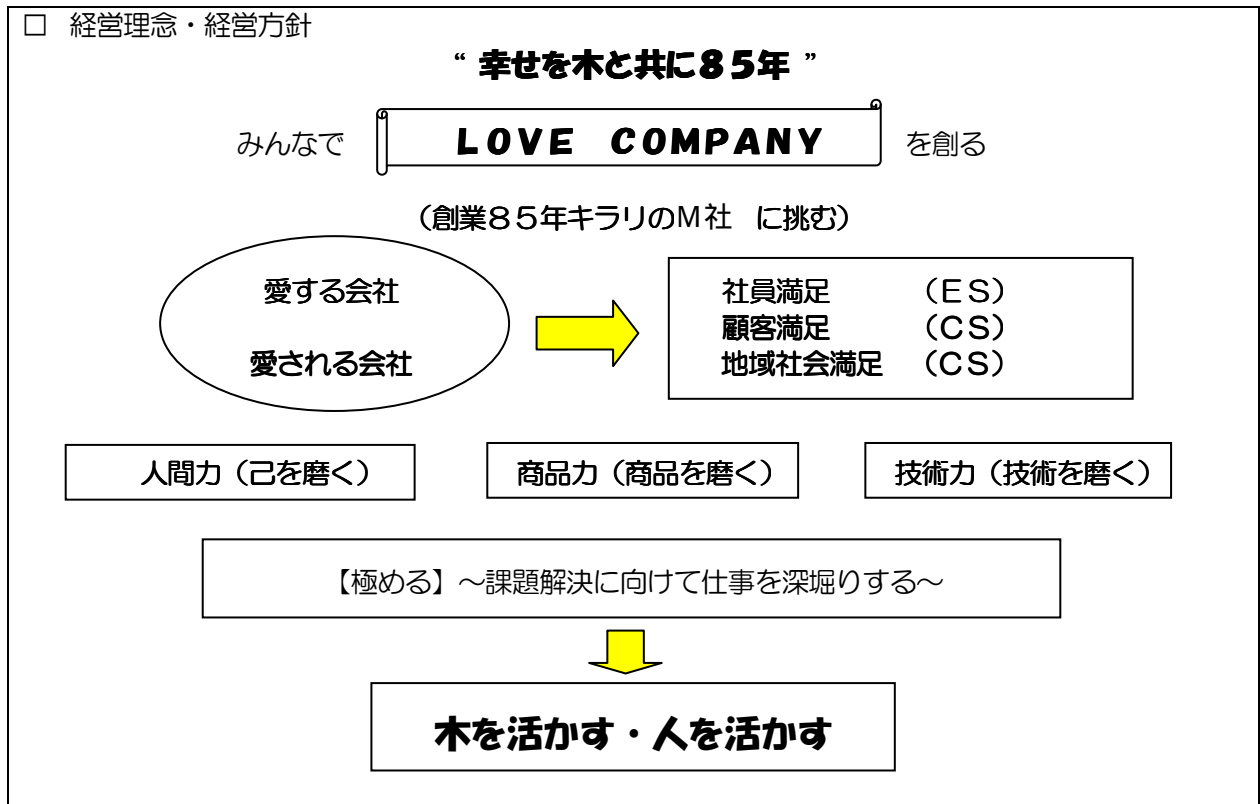 □ 経営理念・経営方針
“ 幸せを木と共に85年 ”
みんなで LOVE COMPANY を創る
(創業85年キラリのM社 に挑む)
愛する会社
愛される会社
社員満足 (ES)
顧客満足 (CS)
地域社会満足 (CS)
人間力(己を磨く) 商品力(商品を磨く) 技術力(技術を磨く)
【極める】~課題解決に向けて仕事を深堀りする~
木を活かす・人を活かす